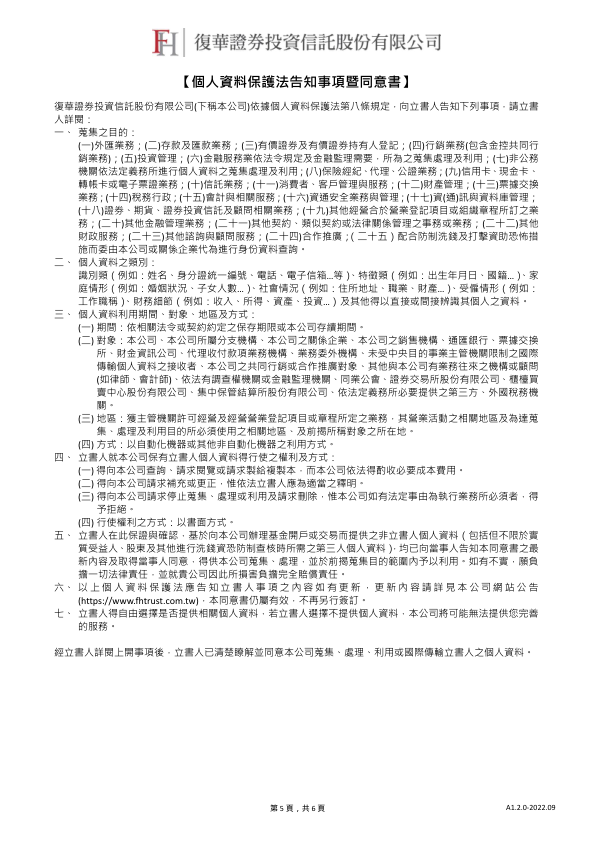 FH 復華證券投資信託股份有限公司
【個人資料保護法告知事項暨同意書】
復華證券投資信託股份有限公司(下稱本公司)依據個人資料保護法第八條規定，向立書人告知下列事項，請立書
人詳閱：
一、 蒐集之目的：
(一)外匯業務；(二)存款及匯款業務；(三)有價證券及有價證券持有人登記；(四)行銷業務(包含金控共同行
銷業務)；(五)投資管理；(六)金融服務業依法令規定及金融監理需要，所為之蒐集處理及利用；(七)非公務
機關依法定義務所進行個人資料之蒐集處理及利用；(八)保險經紀、代理、公證業務；(九)信用卡、現金卡、
轉帳卡或電子票證業務；(十)信託業務；(十一)消費者、客戶管理與服務；(十二)財產管理；(十三)票據交換
業務；(十四)稅務行政；(十五)會計與相關服務；(十六)資通安全業務與管理；(十七)資(通)訊與資料庫管理；
(十八)證券、期貨、證券投資信託及顧問相關業務；(十九)其他經營合於營業登記項目或組織章程所訂之業
務；(二十)其他金融管理業務；(二十一)其他契約、類似契約或法律關係管理之事務或業務；(二十二)其他
財政服務；(二十三)其他諮詢與顧問服務；(二十四)合作推廣；(二十五）配合防制洗錢及打擊資助恐怖措
施而委由本公司或關係企業代為進行身份資料查詢。
二、 個人資料之類別：
識別類（例如：姓名、身分證統一編號、電話、電子信箱…等）、特徵類（例如：出生年月日、國籍…）、家
庭情形（例如：婚姻狀況、子女人數…）、社會情況（例如：住所地址、職業、財產…）、受僱情形（例如：
工作職稱）、財務細節（例如：收入、所得、資產、投資…）及其他得以直接或間接辨識其個人之資料。
三、 個人資料利用期間、對象、地區及方式：
(一) 期間：依相關法令或契約約定之保存期限或本公司存續期間。
(二) 對象：本公司、本公司所屬分支機構、本公司之關係企業、本公司之銷售機構、通匯銀行、票據交換
所、財金資訊公司、代理收付款項業務機構、業務委外機構、未受中央目的事業主管機關限制之國際
傳輸個人資料之接收者、本公司之共同行銷或合作推廣對象、其他與本公司有業務往來之機構或顧問
(如律師、會計師)、依法有調查權機關或金融監理機關、同業公會、證券交易所股份有限公司、櫃檯買
賣中心股份有限公司、集中保管結算所股份有限公司、依法定義務所必要提供之第三方、外國稅務機
關。
(三) 地區：獲主管機關許可經營及經營營業登記項目或章程所定之業務，其營業活動之相關地區及為達蒐
集、處理及利用目的所必須使用之相關地區、及前揭所稱對象之所在地。
(四) 方式：以自動化機器或其他非自動化機器之利用方式。
四、 立書人就本公司保有立書人個人資料得行使之權利及方式：
(一) 得向本公司查詢、請求閱覽或請求製給複製本，而本公司依法得酌收必要成本費用。
(二) 得向本公司請求補充或更正，惟依法立書人應為適當之釋明。
(三) 得向本公司請求停止蒐集、處理或利用及請求刪除，惟本公司如有法定事由為執行業務所必須者，得
予拒絕。
(四) 行使權利之方式：以書面方式。
五、 立書人在此保證與確認，基於向本公司辦理基金開戶或交易而提供之非立書人個人資料（包括但不限於實
質受益人、股東及其他進行洗錢資恐防制查核時所需之第三人個人資料），均已向當事人告知本同意書之最
新內容及取得當事人同意，得供本公司蒐集、處理，並於前揭蒐集目的範圍內予以利用。如有不實，願負
擔一切法律責任，並就貴公司因此所損害負擔完全賠償責任。
六、 以上個人資料保護法應告知立書人事項之內容如有更新，更新內容請詳見本公司網站公告
(https://www.fhtrust.com.tw)，本同意書仍屬有效，不再另行簽訂。
七、 立書人得自由選擇是否提供相關個人資料，若立書人選擇不提供個人資料，本公司將可能無法提供您完善
的服務。
經立書人詳閱上開事項後，立書人已清楚瞭解並同意本公司蒐集、處理、利用或國際傳輸立書人之個人資料。
第 5 頁，共 6 頁
A1.2.0-2022.09